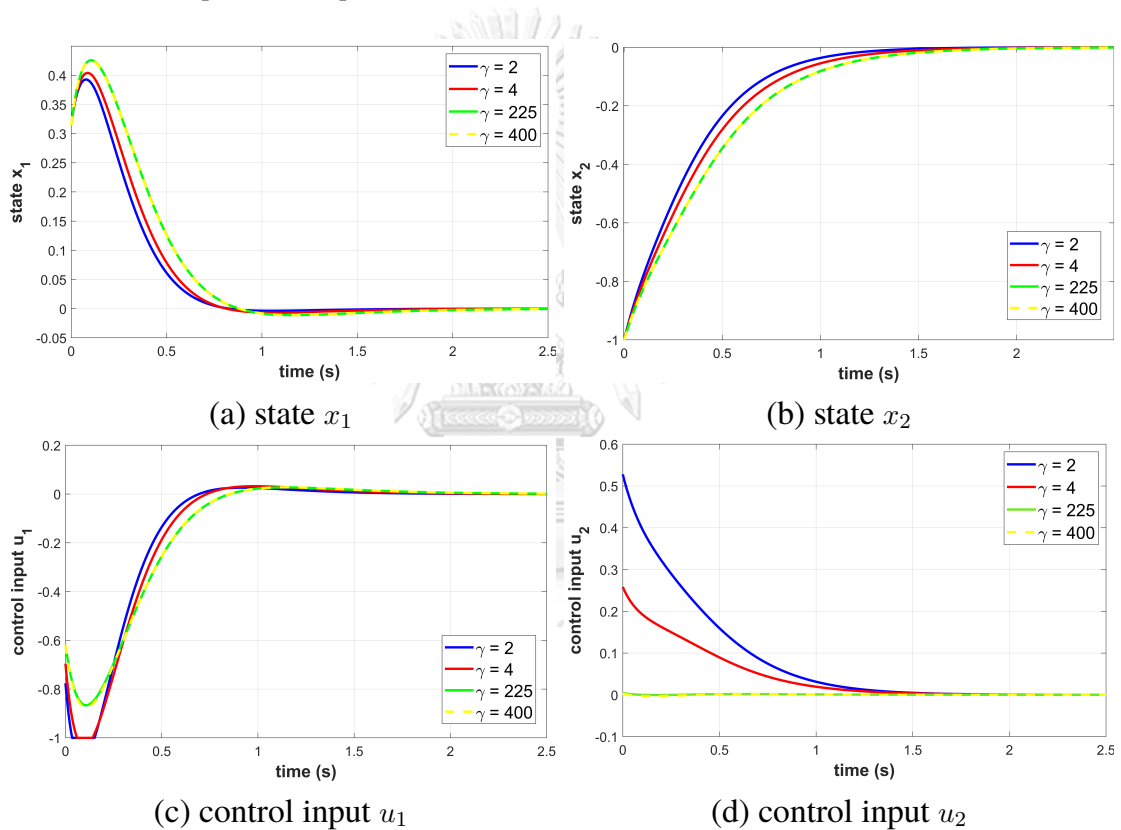 0.4
0.35
0.3
0.25
0.2
0.15
0.1
0.05
0
-0.05
state x1
γ = 2
γ = 4
γ = 225
γ = 400
0 0.5 1 1.5 2 2.5
time (s)
(a) state x1
0
-0.2
-0.4
-0.6
-0.8
-1
state x2
γ = 2
γ = 4
γ = 225
γ = 400
0 0.5 1 1.5 2
time (s)
(b) state x2
0.2
0
-0.2
-0.4
-0.6
-0.8
-1
control input u1
γ = 2
γ = 4
γ = 225
γ = 400
0 0.5 1 1.5 2 2.5
time (s)
(c) control input u1
0.6
0.5
0.4
0.3
0.2
0.1
0
-0.1
control input u2
γ = 2
γ = 4
γ = 225
γ = 400
0 0.5 1 1.5 2 2.5
time (s)
(d) control input u2